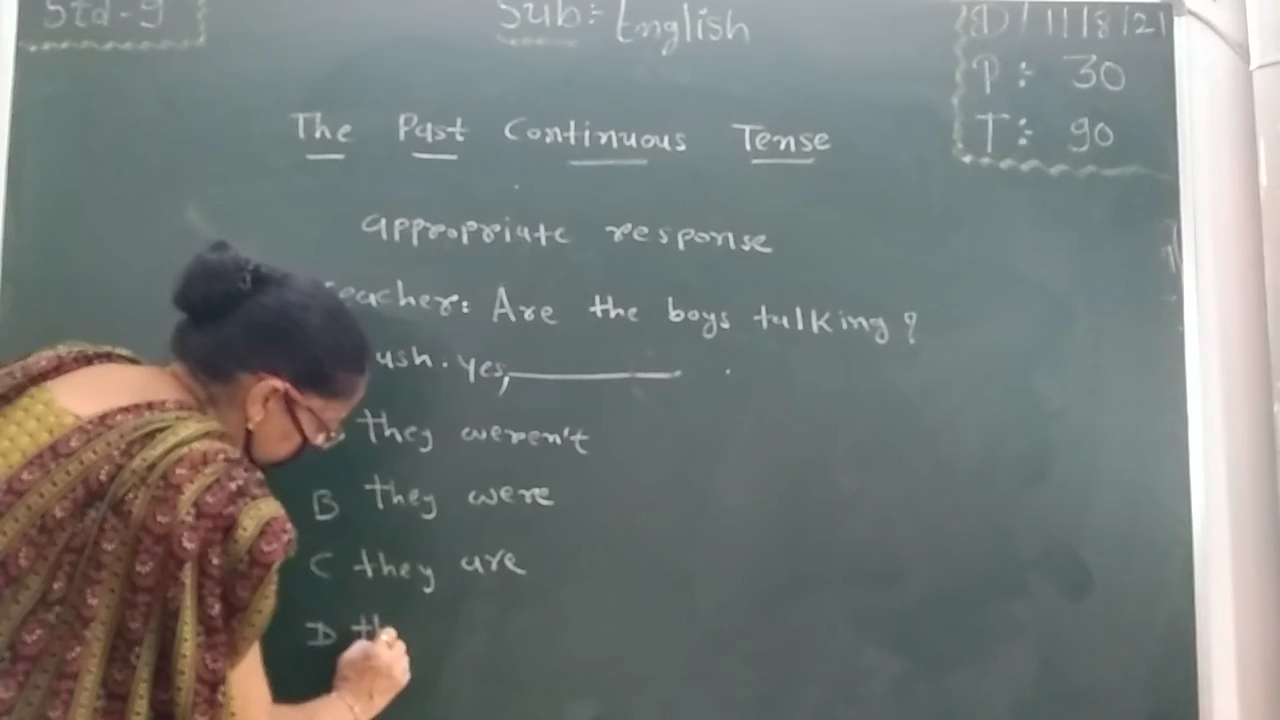 Std-9
Sub:- English
D/11/8/21
P: 30
T: 90
The Past Continuous Tense
appropriate response
Teacher: Are the boys talking?
ush. yes, ________ .
they weren't
B they were
C they are
D th